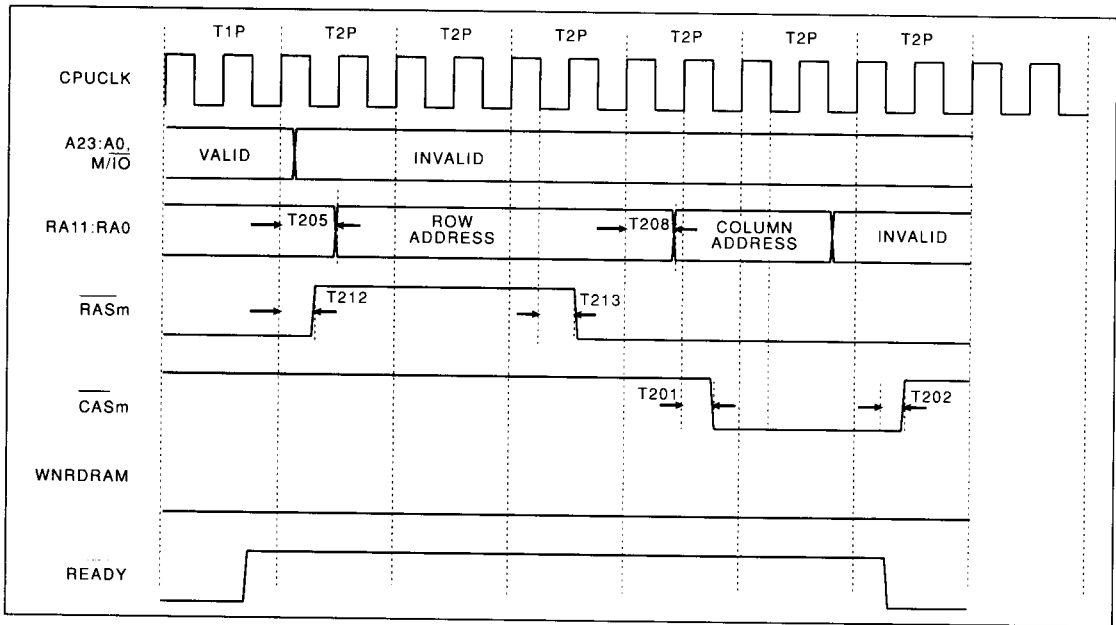 T1P T2P T2P T2P T2P T2P T2P
CPUCLK
A23:A0,
M/IO
VALID INVALID
RA11:RA0
T205
ROW
ADDRESS
T208
COLUMN
ADDRESS
INVALID
RASm
T212
T213
CASm
T201
T202
WNRDRAM
READY